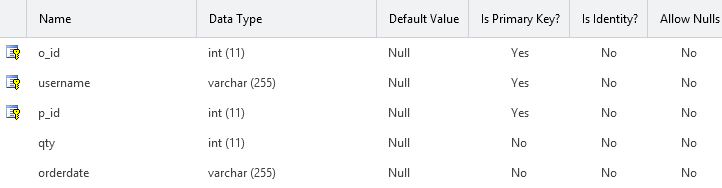 Name Data Type Default Value Is Primary Key? Is Identity? Allow Nulls
o_id int (11) Null Yes No No
username varchar (255) Null Yes No No
p_id int (11) Null Yes No No
qty int (11) Null No No No
orderdate varchar (255) Null No No No